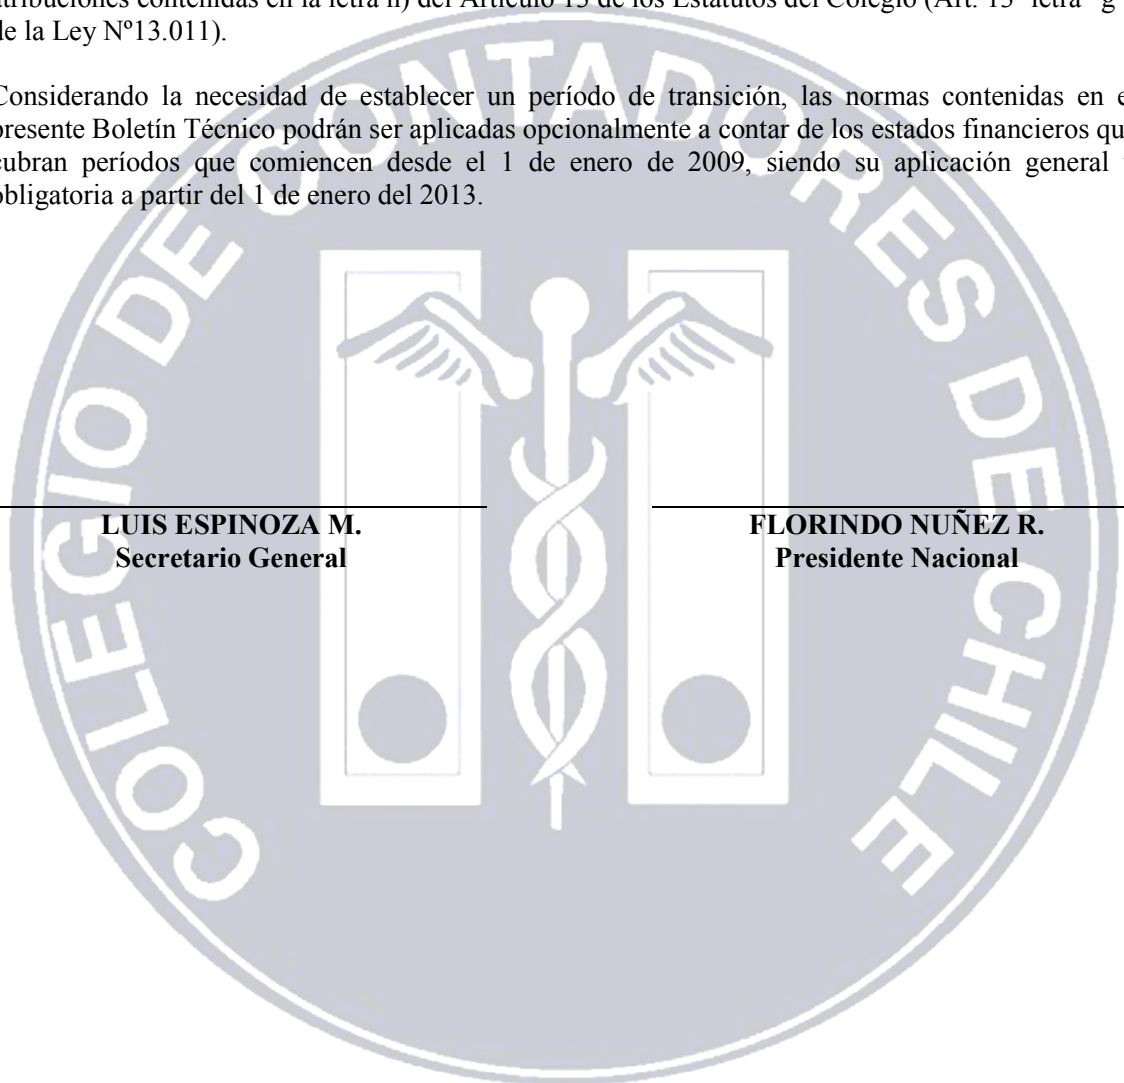 atribuciones contenidas en la letra n) del Artículo 13 de los Estatutos del Colegio (Art. 13 letra "g
de la Ley Nº13.011).
Considerando la necesidad de establecer un período de transición, las normas contenidas en e
presente Boletín Técnico podrán ser aplicadas opcionalmente a contar de los estados financieros qu
cubran períodos que comiencen desde el 1 de enero de 2009, siendo su aplicación general
obligatoria a partir del 1 de enero del 2013.
COLEGIO DE CONTADORES DE CHILE
LUIS ESPINOZA M.
Secretario General
FLORINDO NUÑEZ R.
Presidente Nacional